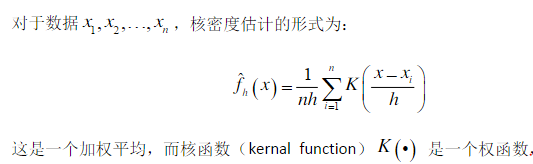 对于数据 x₁, x₂, …, xₙ，核密度估计的形式为：
f̂ₕ(x) = 1/(nh) ∑ᵢ₌₁ⁿ K((x − xᵢ)/h)
这是一个加权平均，而核函数（kernal function） K(•) 是一个权函数，